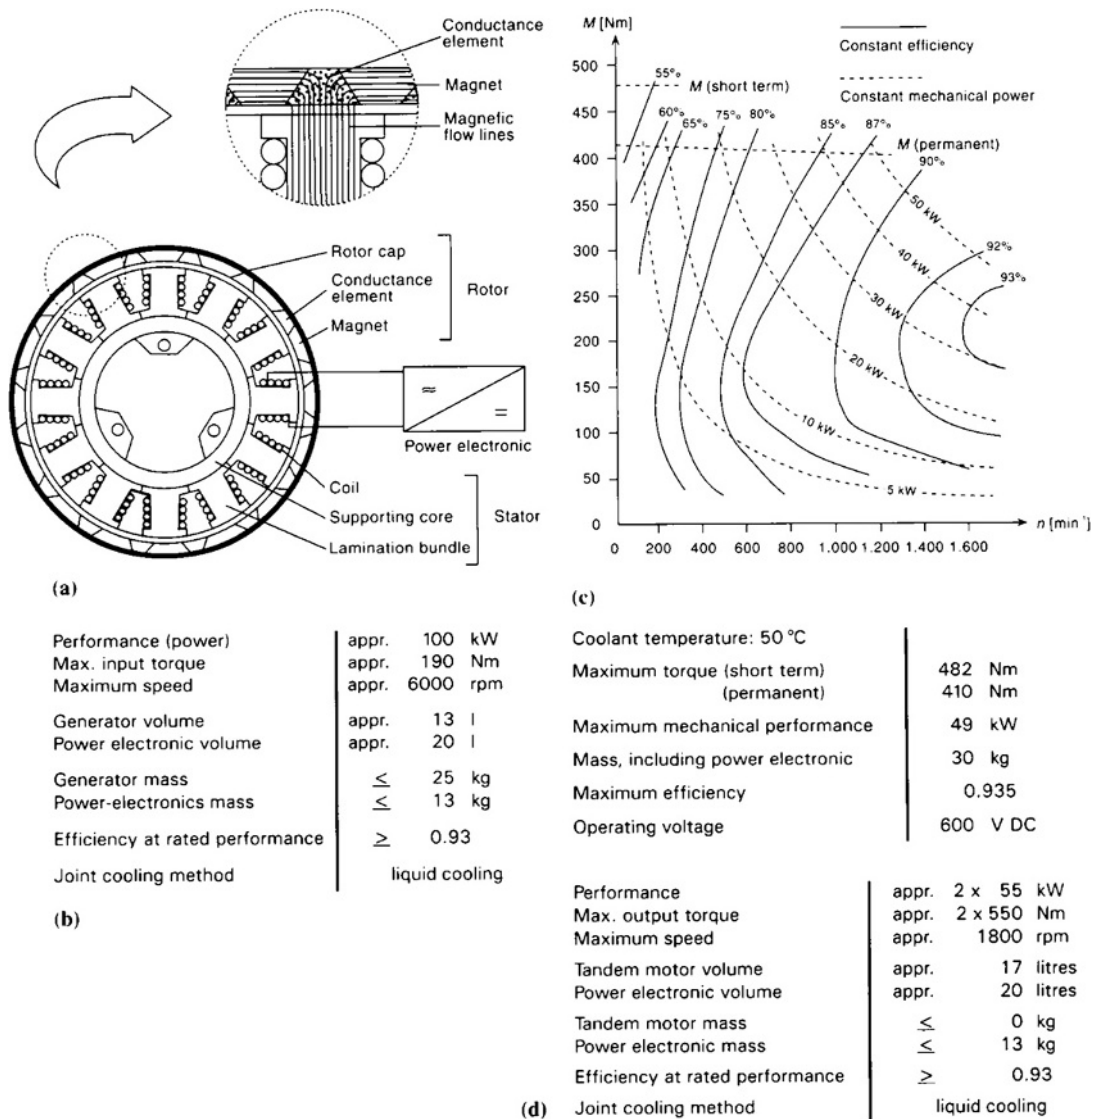 Conductance
element
Magnet
Magnefic
flow lines
Rotor cap
Conductance
element
Magnet
Rotor
≈
=
Power electronic
Coil
Supporting core
Lamination bundle
Stator
(a)
M [Nm]
Constant efficiency
Constant mechanical power
500
450
400
350
300
250
200
150
100
50
0
55%
60%
65%
75%
80%
85%
87%
90%
92%
93%
M (short term)
M (permanent)
50 kW
40 kW
30 kW
20 kW
10 kW
5 kW
0 200 400 600 800 1.000 1.200 1.400 1.600
n [min⁻¹]
(c)
Performance (power) appr. 100 kW
Max. input torque appr. 190 Nm
Maximum speed appr. 6000 rpm
Generator volume appr. 13 l
Power electronic volume appr. 20 l
Generator mass ≤ 25 kg
Power-electronics mass ≤ 13 kg
Efficiency at rated performance ≥ 0.93
Joint cooling method liquid cooling
(b)
Coolant temperature: 50 °C
Maximum torque (short term) 482 Nm
(permanent) 410 Nm
Maximum mechanical performance 49 kW
Mass, including power electronic 30 kg
Maximum efficiency 0.935
Operating voltage 600 V DC
Performance appr. 2 x 55 kW
Max. output torque appr. 2 x 550 Nm
Maximum speed appr. 1800 rpm
Tandem motor volume appr. 17 litres
Power electronic volume appr. 20 litres
Tandem motor mass ≤ 0 kg
Power electronic mass ≤ 13 kg
Efficiency at rated performance ≥ 0.93
Joint cooling method liquid cooling
(d)